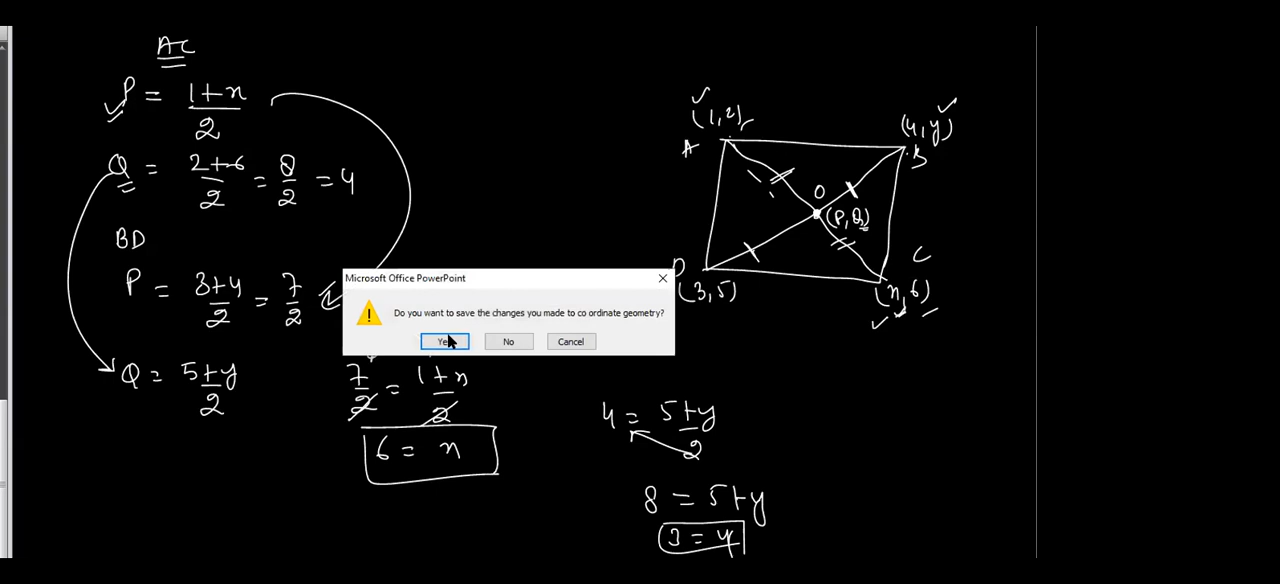 AC
P = 1+x/2
Q = 2+6/2 = 8/2 = 4
BD
P = 3+4/2 = 7/2
Q = 5+y/2
7/2 = 1+x/2
6 = x
(1,2)
A
(4,y)
B
O
(P,Q)
C
D
(3,5)
(x,6)
Microsoft Office PowerPoint
Do you want to save the changes you made to co ordinate geometry?
Yes
No
Cancel
4 = 5+y/2
8 = 5+y
3 = y